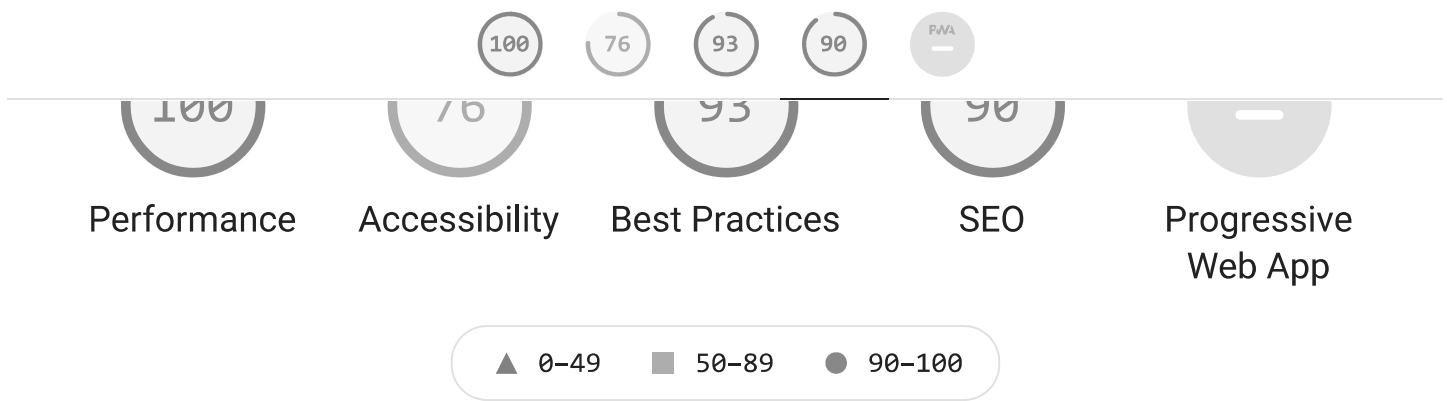 100 76 93 90 PWA
100 76 93 90
Performance Accessibility Best Practices SEO Progressive
Web App
0–49 50–89 90–100